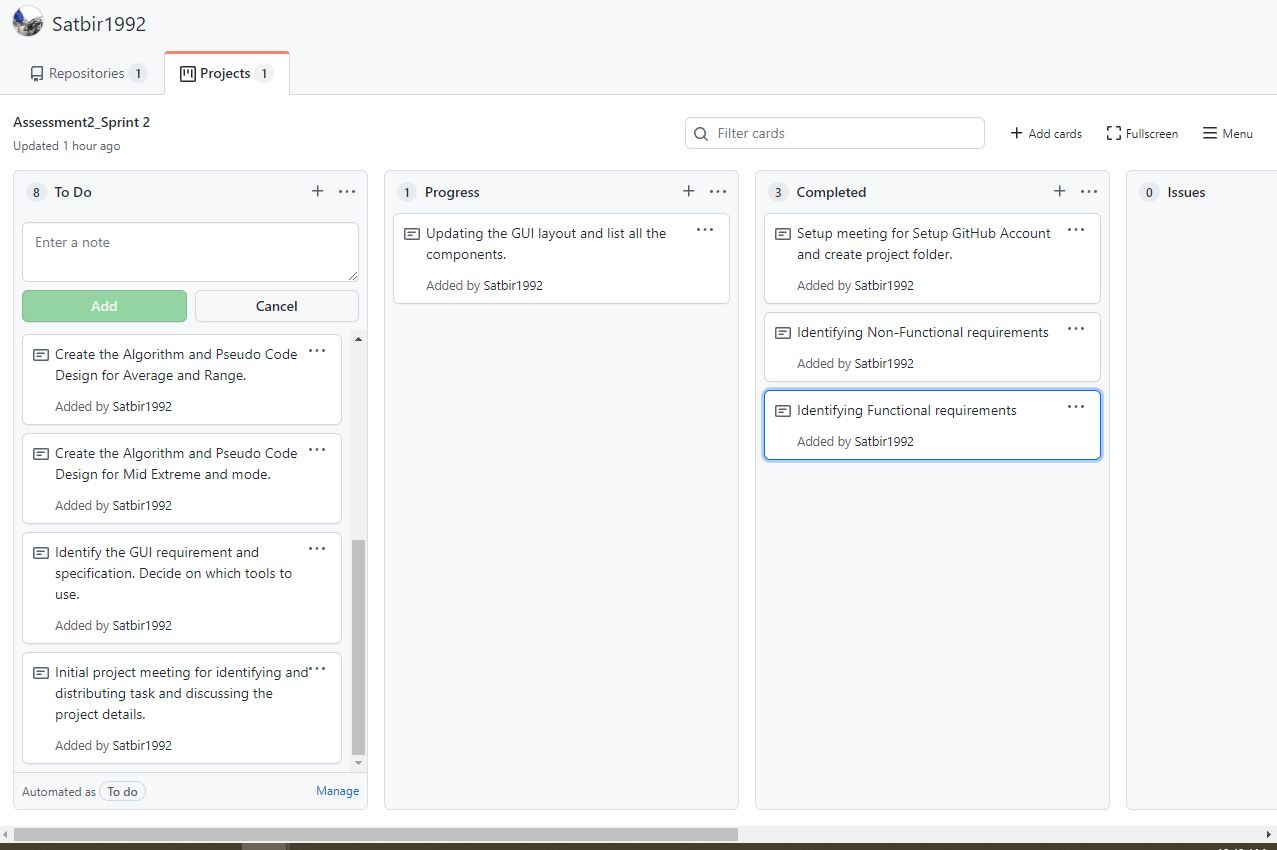 Satbir1992
Repositories 1
Projects 1
Assessment2_Sprint 2
Updated 1 hour ago
Filter cards
Add cards
Fullscreen
Menu
8 To Do
Enter a note
Add
Cancel
Create the Algorithm and Pseudo Code
Design for Average and Range.
Added by Satbir1992
Create the Algorithm and Pseudo Code
Design for Mid Extreme and mode.
Added by Satbir1992
Identify the GUI requirement and
specification. Decide on which tools to
use.
Added by Satbir1992
Initial project meeting for identifying and
distributing task and discussing the
project details.
Added by Satbir1992
Automated as To do
Manage
1 Progress
Updating the GUI layout and list all the
components.
Added by Satbir1992
3 Completed
Setup meeting for Setup GitHub Account
and create project folder.
Added by Satbir1992
Identifying Non-Functional requirements
Added by Satbir1992
Identifying Functional requirements
Added by Satbir1992
0 Issues